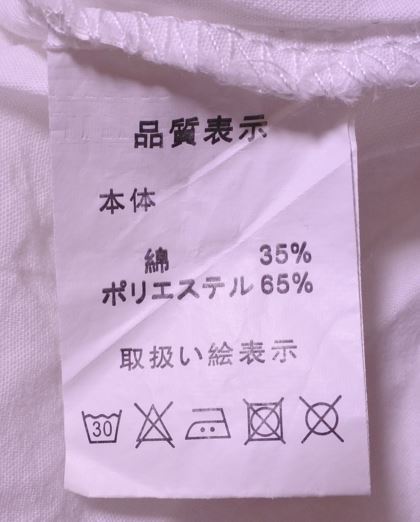 品質表示
本体
綿 35%
ポリエステル 65%
取扱い絵表示
30